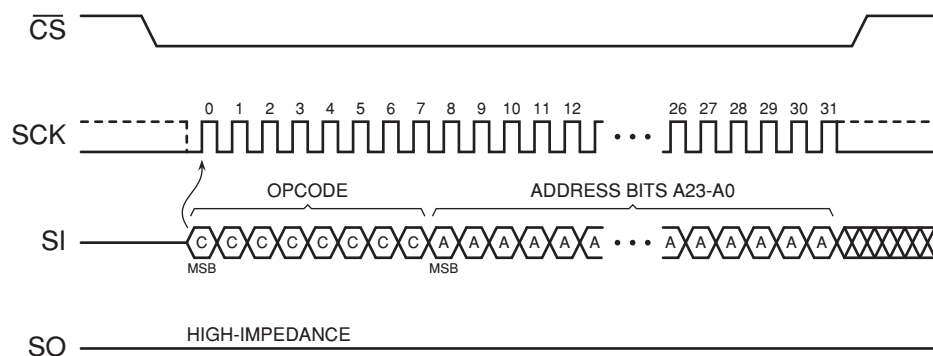 CS
0 1 2 3 4 5 6 7 8 9 10 11 12 26 27 28 29 30 31
SCK
OPCODE ADDRESS BITS A23-A0
SI C C C C C C C C A A A A A A • • • A A A A A A
MSB MSB
HIGH-IMPEDANCE
SO